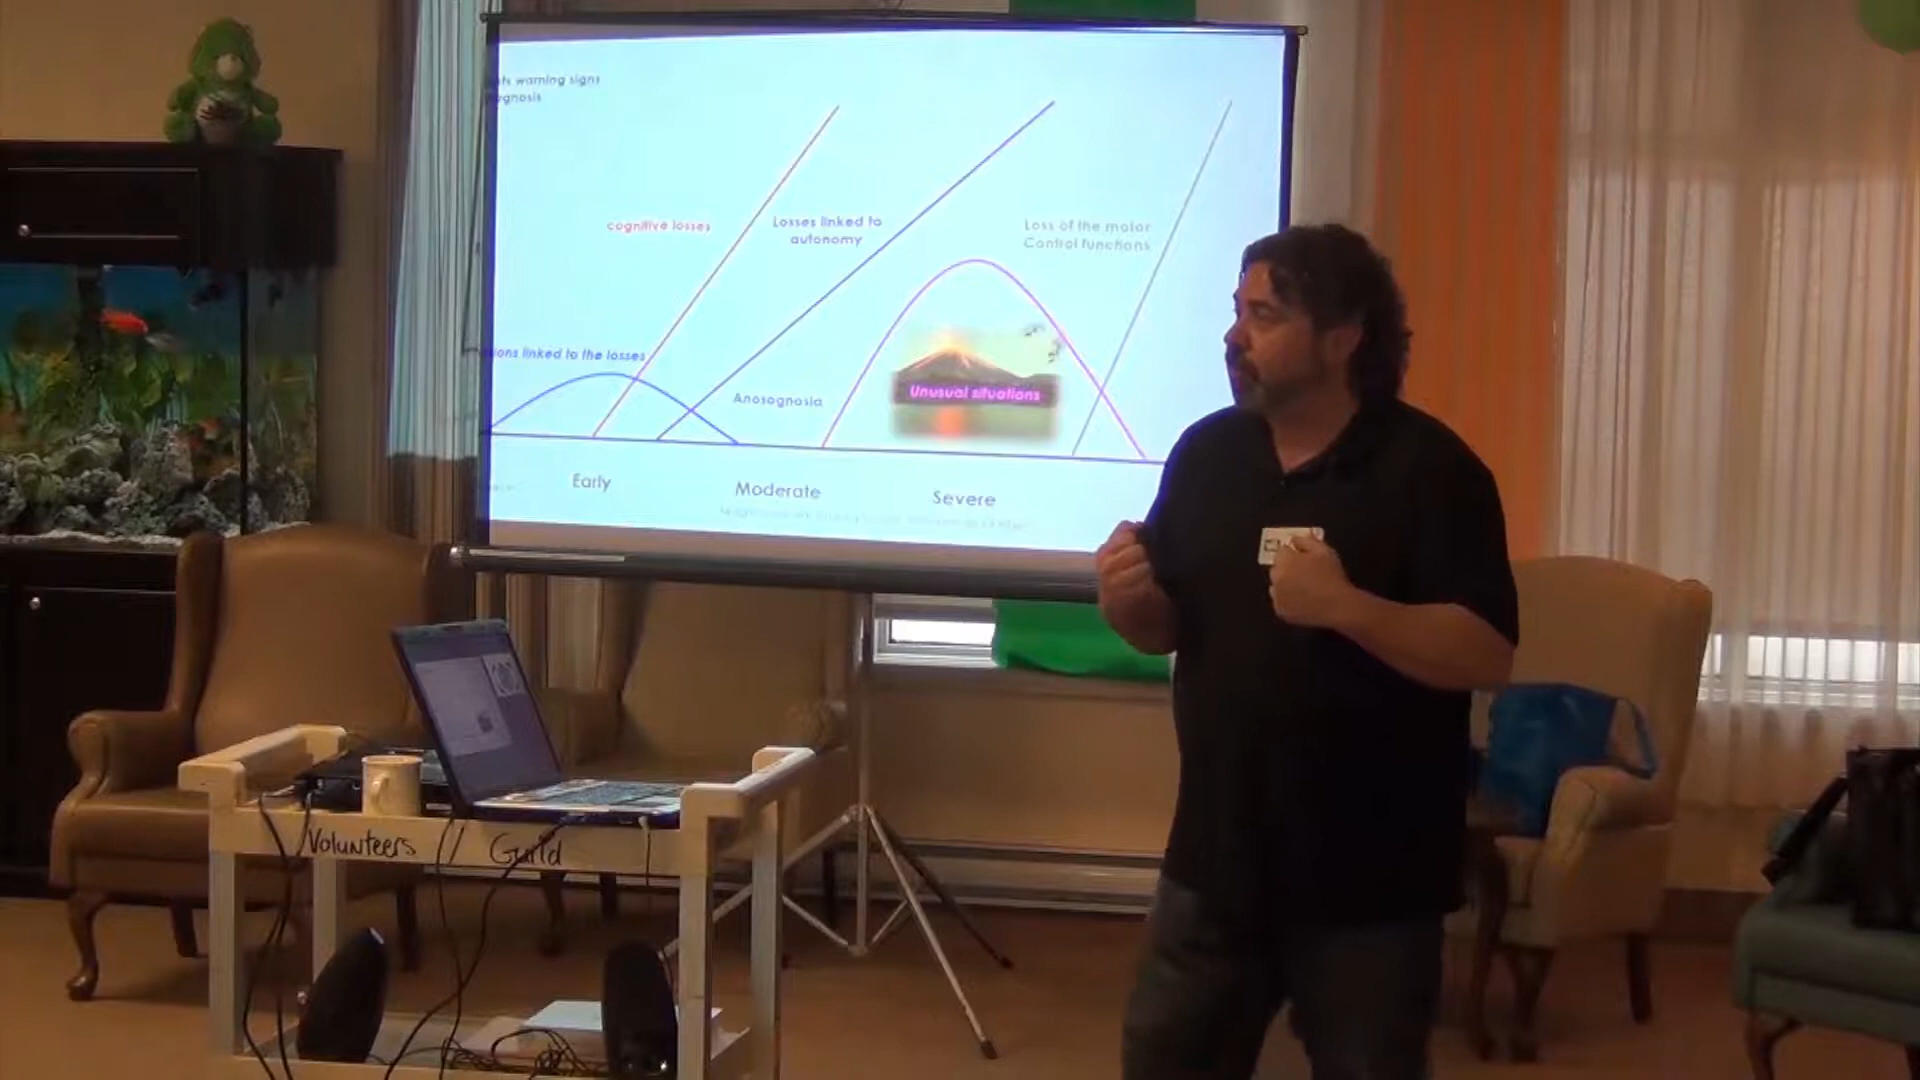 warning signs
cognitive losses
Losses linked to
autonomy
Loss of the motor
Control functions
linked to the losses
Anosognosia
Unusual situations
Early
Moderate
Severe
Volunteers / Guild